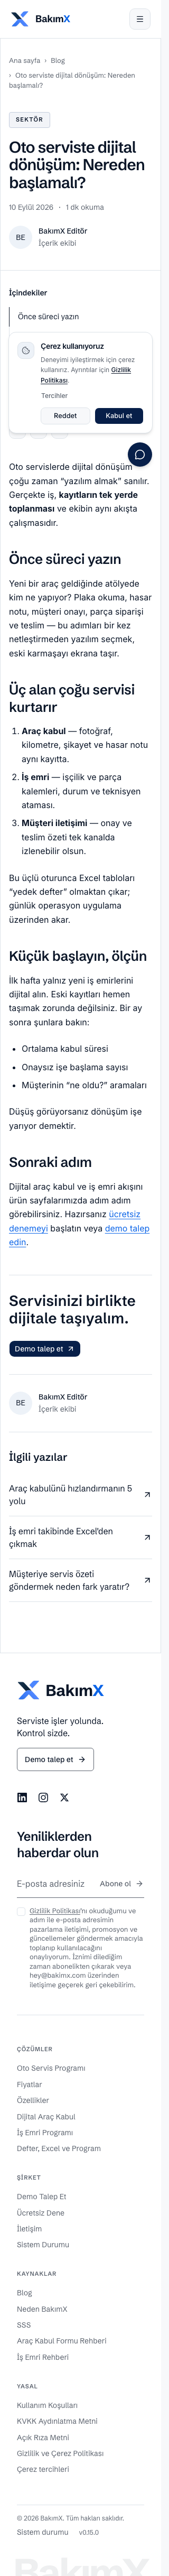 BakımX
Ana sayfa › Blog
› Oto serviste dijital dönüşüm: Nereden
başlamalı?
SEKTÖR
Oto serviste dijital
dönüşüm: Nereden
başlamalı?
10 Eylül 2026 · 1 dk okuma
BE
BakımX Editör
İçerik ekibi
İçindekiler
Önce süreci yazın
Çerez kullanıyoruz
Deneyimi iyileştirmek için çerez
kullanırız. Ayrıntılar için Gizlilik
Politikası.
Tercihler
Reddet
Kabul et
Oto servislerde dijital dönüşüm
çoğu zaman “yazılım almak” sanılır.
Gerçekte iş, kayıtların tek yerde
toplanması ve ekibin aynı akışta
çalışmasıdır.
Önce süreci yazın
Yeni bir araç geldiğinde atölyede
kim ne yapıyor? Plaka okuma, hasar
notu, müşteri onayı, parça siparişi
ve teslim — bu adımları bir kez
netleştirmeden yazılım seçmek,
eski karmaşayı ekrana taşır.
Üç alan çoğu servisi
kurtarır
1. Araç kabul — fotoğraf,
kilometre, şikayet ve hasar notu
aynı kayıtta.
2. İş emri — işçilik ve parça
kalemleri, durum ve teknisyen
ataması.
3. Müşteri iletişimi — onay ve
teslim özeti tek kanalda
izlenebilir olsun.
Bu üçlü oturunca Excel tabloları
“yedek defter” olmaktan çıkar;
günlük operasyon uygulama
üzerinden akar.
Küçük başlayın, ölçün
İlk hafta yalnız yeni iş emirlerini
dijital alın. Eski kayıtları hemen
taşımak zorunda değilsiniz. Bir ay
sonra şunlara bakın:
• Ortalama kabul süresi
• Onaysız işe başlama sayısı
• Müşterinin “ne oldu?” aramaları
Düşüş görüyorsanız dönüşüm işe
yarıyor demektir.
Sonraki adım
Dijital araç kabul ve iş emri akışını
ürün sayfalarımızda adım adım
görebilirsiniz. Hazırsanız ücretsiz
denemeyi başlatın veya demo talep
edin.
Servisinizi birlikte
dijitale taşıyalım.
Demo talep et
BE
BakımX Editör
İçerik ekibi
İlgili yazılar
Araç kabulünü hızlandırmanın 5
yolu
İş emri takibinde Excel’den
çıkmak
Müşteriye servis özeti
göndermek neden fark yaratır?
BakımX
Serviste işler yolunda.
Kontrol sizde.
Demo talep et
Yeniliklerden
haberdar olun
E-posta adresiniz
Abone ol
Gizlilik Politikası’nı okuduğumu ve
adım ile e-posta adresimin
pazarlama iletişimi, promosyon ve
güncellemeler göndermek amacıyla
toplanıp kullanılacağını
onaylıyorum. İznimi dilediğim
zaman abonelikten çıkarak veya
hey@bakimx.com üzerinden
iletişime geçerek geri çekebilirim.
ÇÖZÜMLER
Oto Servis Programı
Fiyatlar
Özellikler
Dijital Araç Kabul
İş Emri Programı
Defter, Excel ve Program
ŞİRKET
Demo Talep Et
Ücretsiz Dene
İletişim
Sistem Durumu
KAYNAKLAR
Blog
Neden BakımX
SSS
Araç Kabul Formu Rehberi
İş Emri Rehberi
YASAL
Kullanım Koşulları
KVKK Aydınlatma Metni
Açık Rıza Metni
Gizlilik ve Çerez Politikası
Çerez tercihleri
© 2026 BakımX. Tüm hakları saklıdır.
Sistem durumu v0.15.0
BakımX